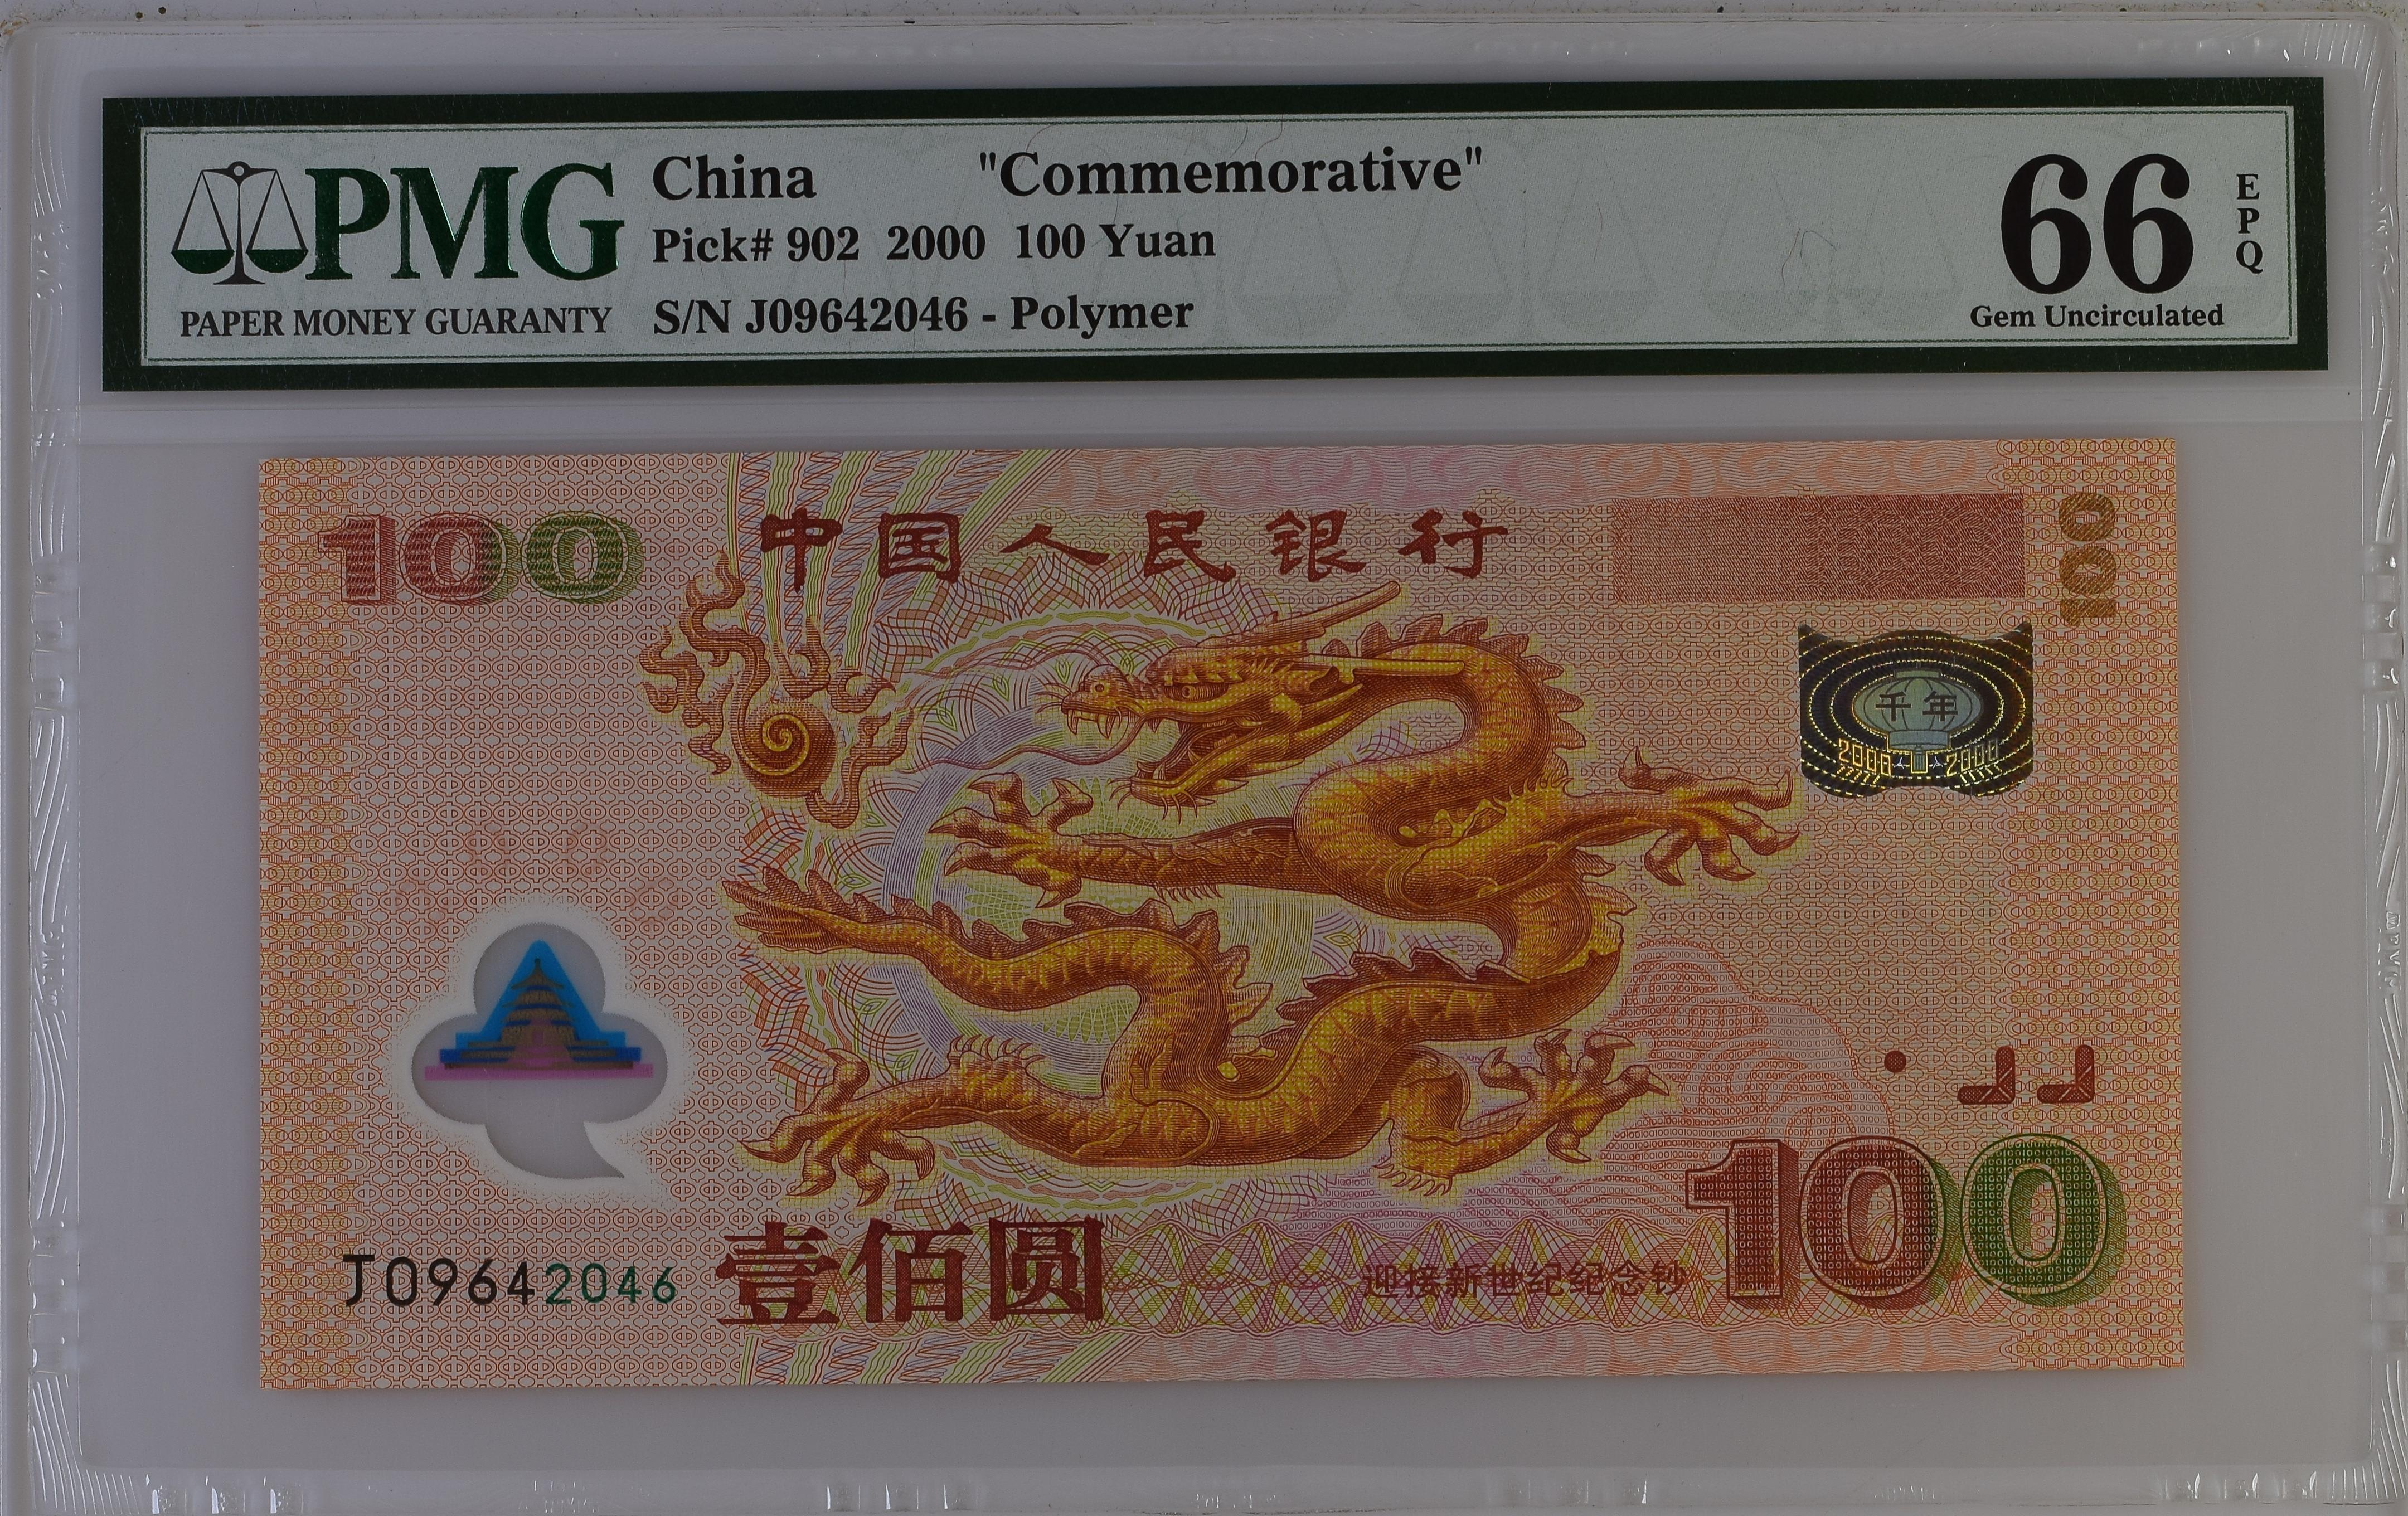 PMG
PAPER MONEY GUARANTY
China "Commemorative"
Pick# 902 2000 100 Yuan
S/N J09642046 - Polymer
66
EPQ
Gem Uncirculated
100
中国人民银行
100
千年
2000 2000
J09642046
壹佰圆
迎接新世纪纪念钞
100